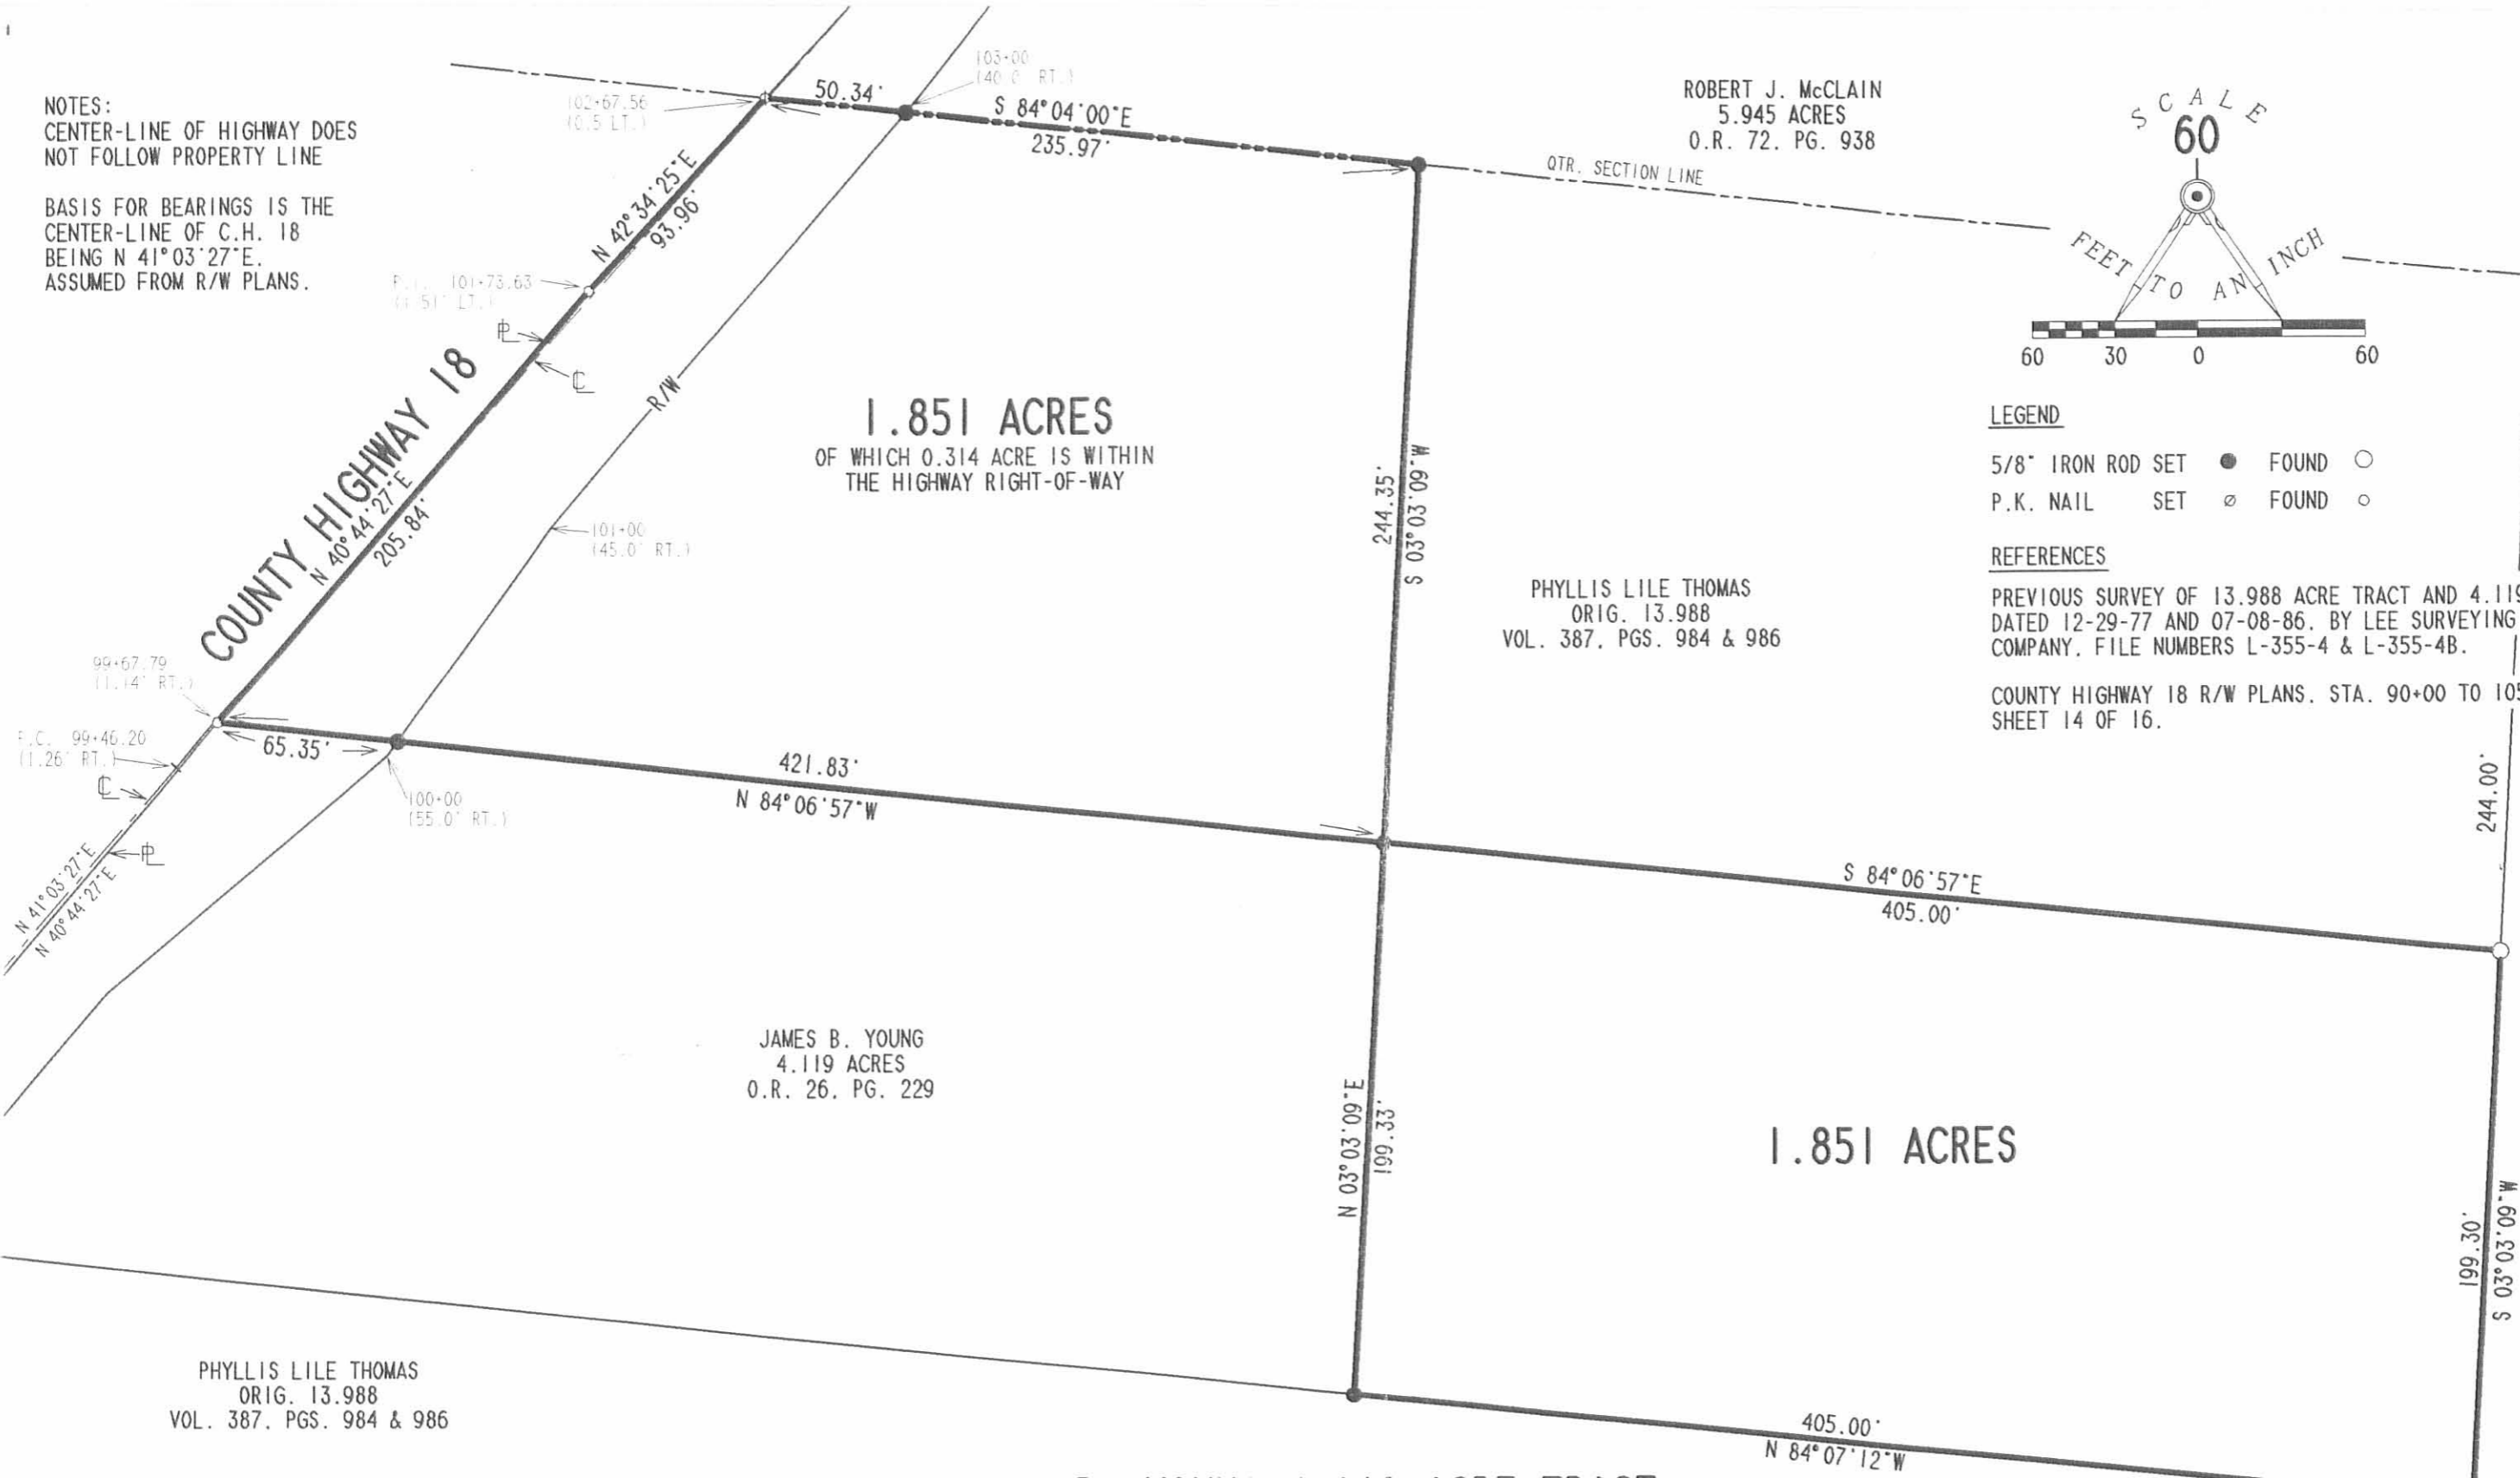 NOTES:
CENTER-LINE OF HIGHWAY DOES
NOT FOLLOW PROPERTY LINE
BASIS FOR BEARINGS IS THE
CENTER-LINE OF C.H. 18
BEING N 41°03'27"E.
ASSUMED FROM R/W PLANS.
102+67.56
(0.5 LT.)
50.34'
103+00
(40.0' RT.)
S 84°04'00"E
235.97'
ROBERT J. McCLAIN
5.945 ACRES
O.R. 72. PG. 938
QTR. SECTION LINE
SCALE
60
FEET TO AN INCH
60 30 0 60
N 42°34'25"E
93.96'
101+73.63
(1.51' LT.)
PL
CL
R/W
COUNTY HIGHWAY 18
N 40°44'27"E
205.84'
1.851 ACRES
OF WHICH 0.314 ACRE IS WITHIN
THE HIGHWAY RIGHT-OF-WAY
101+00
(45.0' RT.)
244.35'
S 03°03'09"W
LEGEND
5/8" IRON ROD SET FOUND
P.K. NAIL SET FOUND
REFERENCES
PREVIOUS SURVEY OF 13.988 ACRE TRACT AND 4.119
DATED 12-29-77 AND 07-08-86. BY LEE SURVEYING
COMPANY. FILE NUMBERS L-355-4 & L-355-4B.
COUNTY HIGHWAY 18 R/W PLANS. STA. 90+00 TO 105
SHEET 14 OF 16.
PHYLLIS LILE THOMAS
ORIG. 13.988
VOL. 387. PGS. 984 & 986
99+67.79
(1.14' RT.)
P.C. 99+46.20
(1.26' RT.)
CL
PL
65.35'
100+00
(55.0' RT.)
421.83'
N 84°06'57"W
N 41°03'27"E
N 40°44'27"E
244.00'
S 84°06'57"E
405.00'
JAMES B. YOUNG
4.119 ACRES
O.R. 26. PG. 229
N 03°03'09"E
199.33'
1.851 ACRES
199.30'
S 03°03'09"W
PHYLLIS LILE THOMAS
ORIG. 13.988
VOL. 387. PGS. 984 & 986
405.00'
N 84°07'12"W